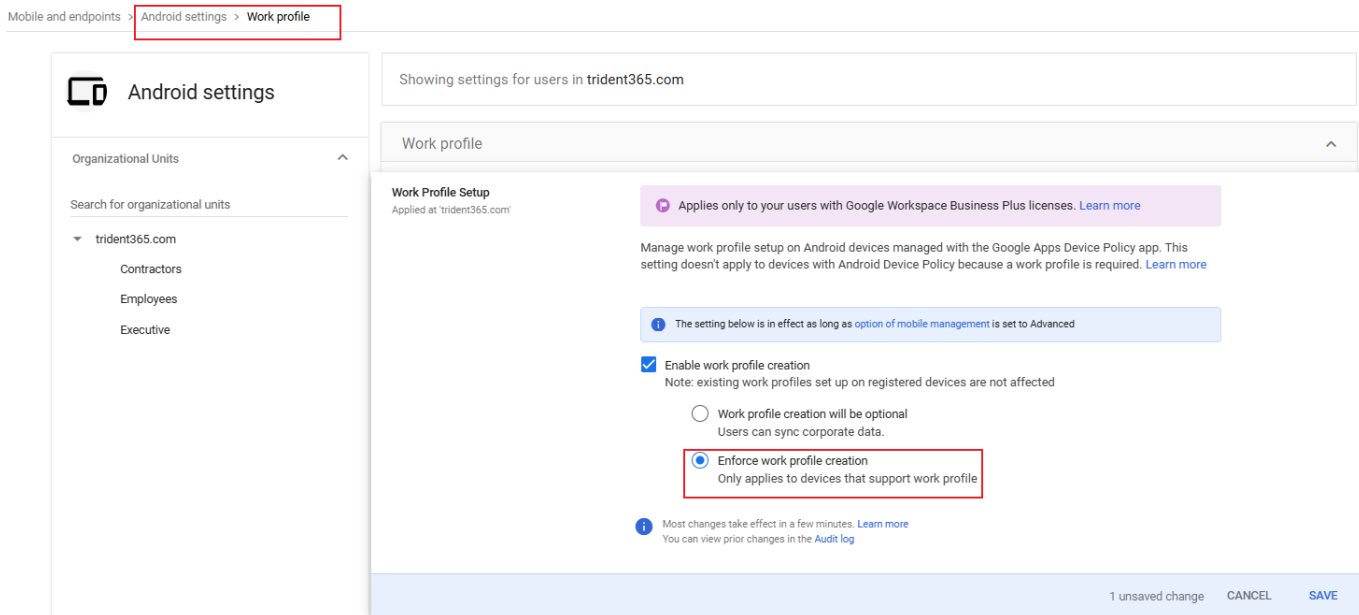 Mobile and endpoints > Android settings > Work profile
Android settings
Organizational Units
Search for organizational units
trident365.com
Contractors
Employees
Executive
Showing settings for users in trident365.com
Work profile
Work Profile Setup
Applied at 'trident365.com'
Applies only to your users with Google Workspace Business Plus licenses. Learn more
Manage work profile setup on Android devices managed with the Google Apps Device Policy app. This
setting doesn't apply to devices with Android Device Policy because a work profile is required. Learn more
The setting below is in effect as long as option of mobile management is set to Advanced
Enable work profile creation
Note: existing work profiles set up on registered devices are not affected
Work profile creation will be optional
Users can sync corporate data.
Enforce work profile creation
Only applies to devices that support work profile
Most changes take effect in a few minutes. Learn more
You can view prior changes in the Audit log
1 unsaved change CANCEL SAVE